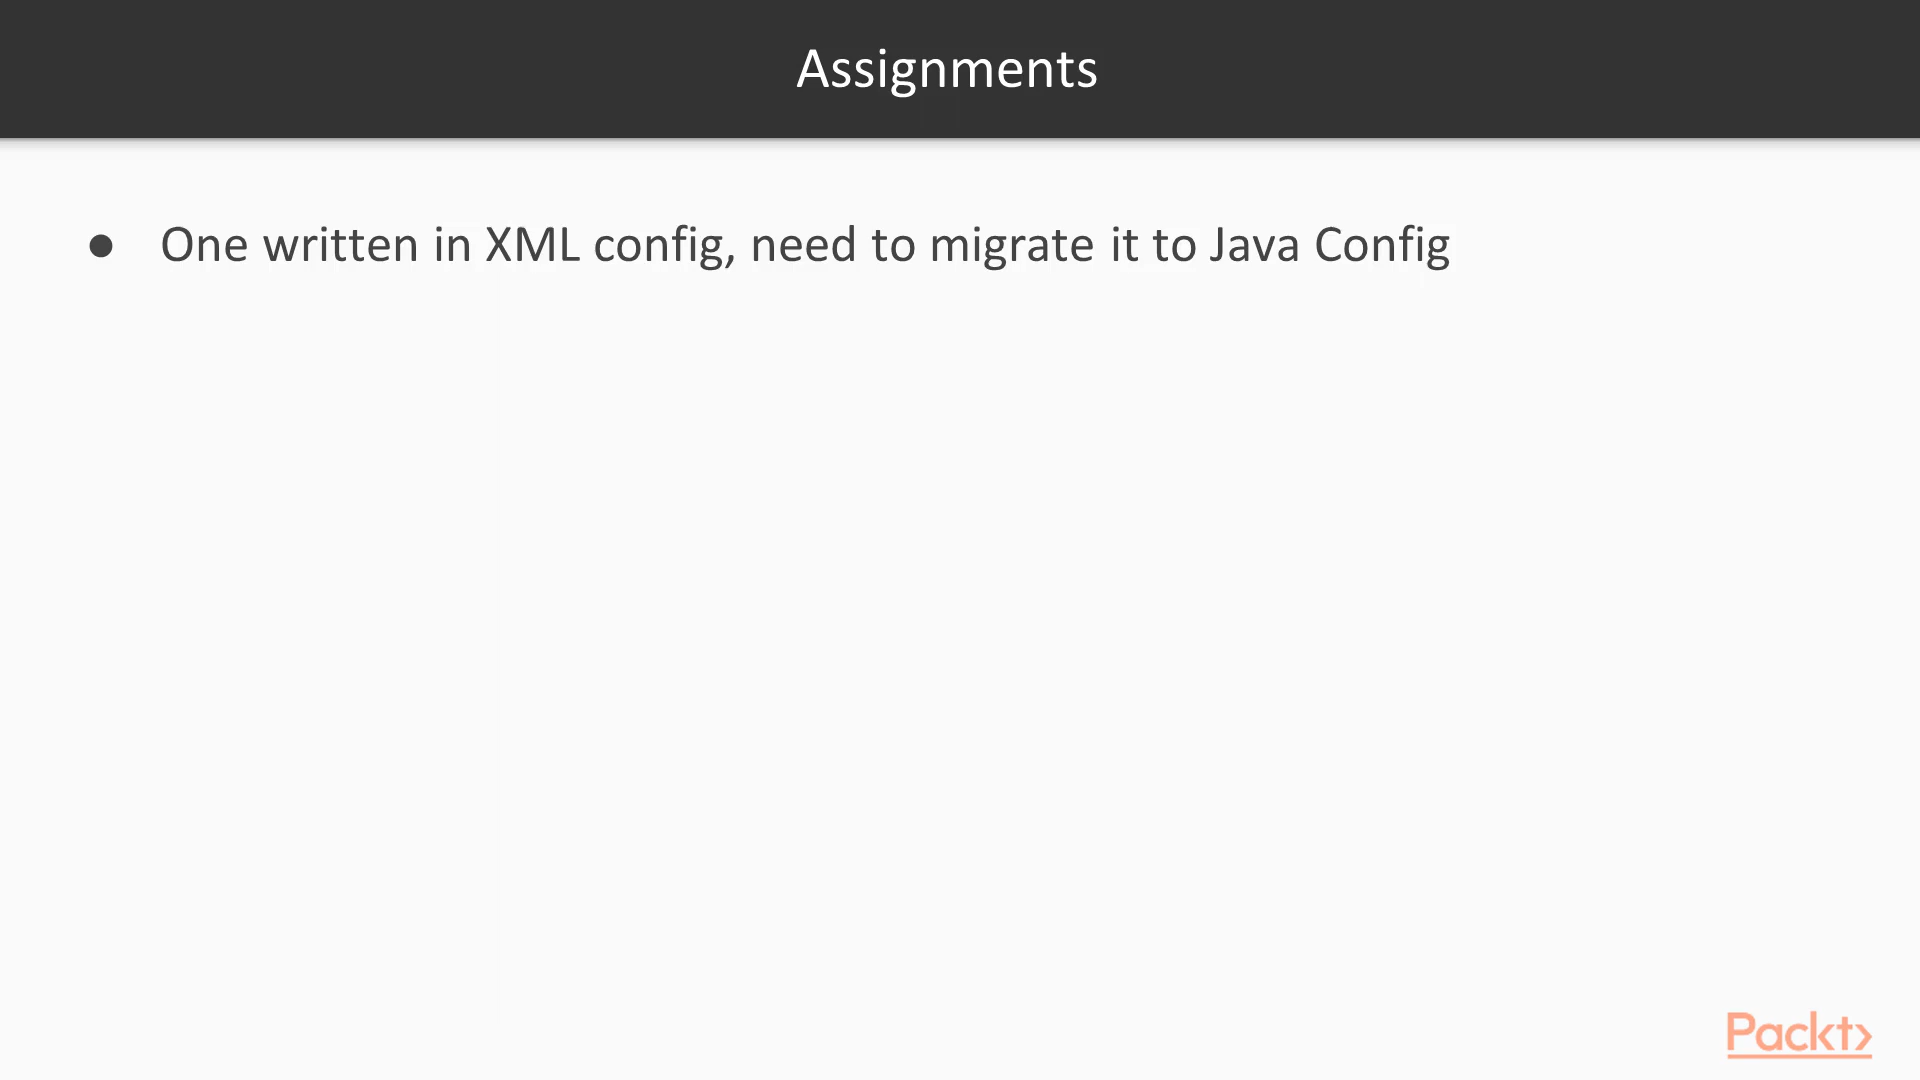 Assignments
● One written in XML config, need to migrate it to Java Config
Packt>